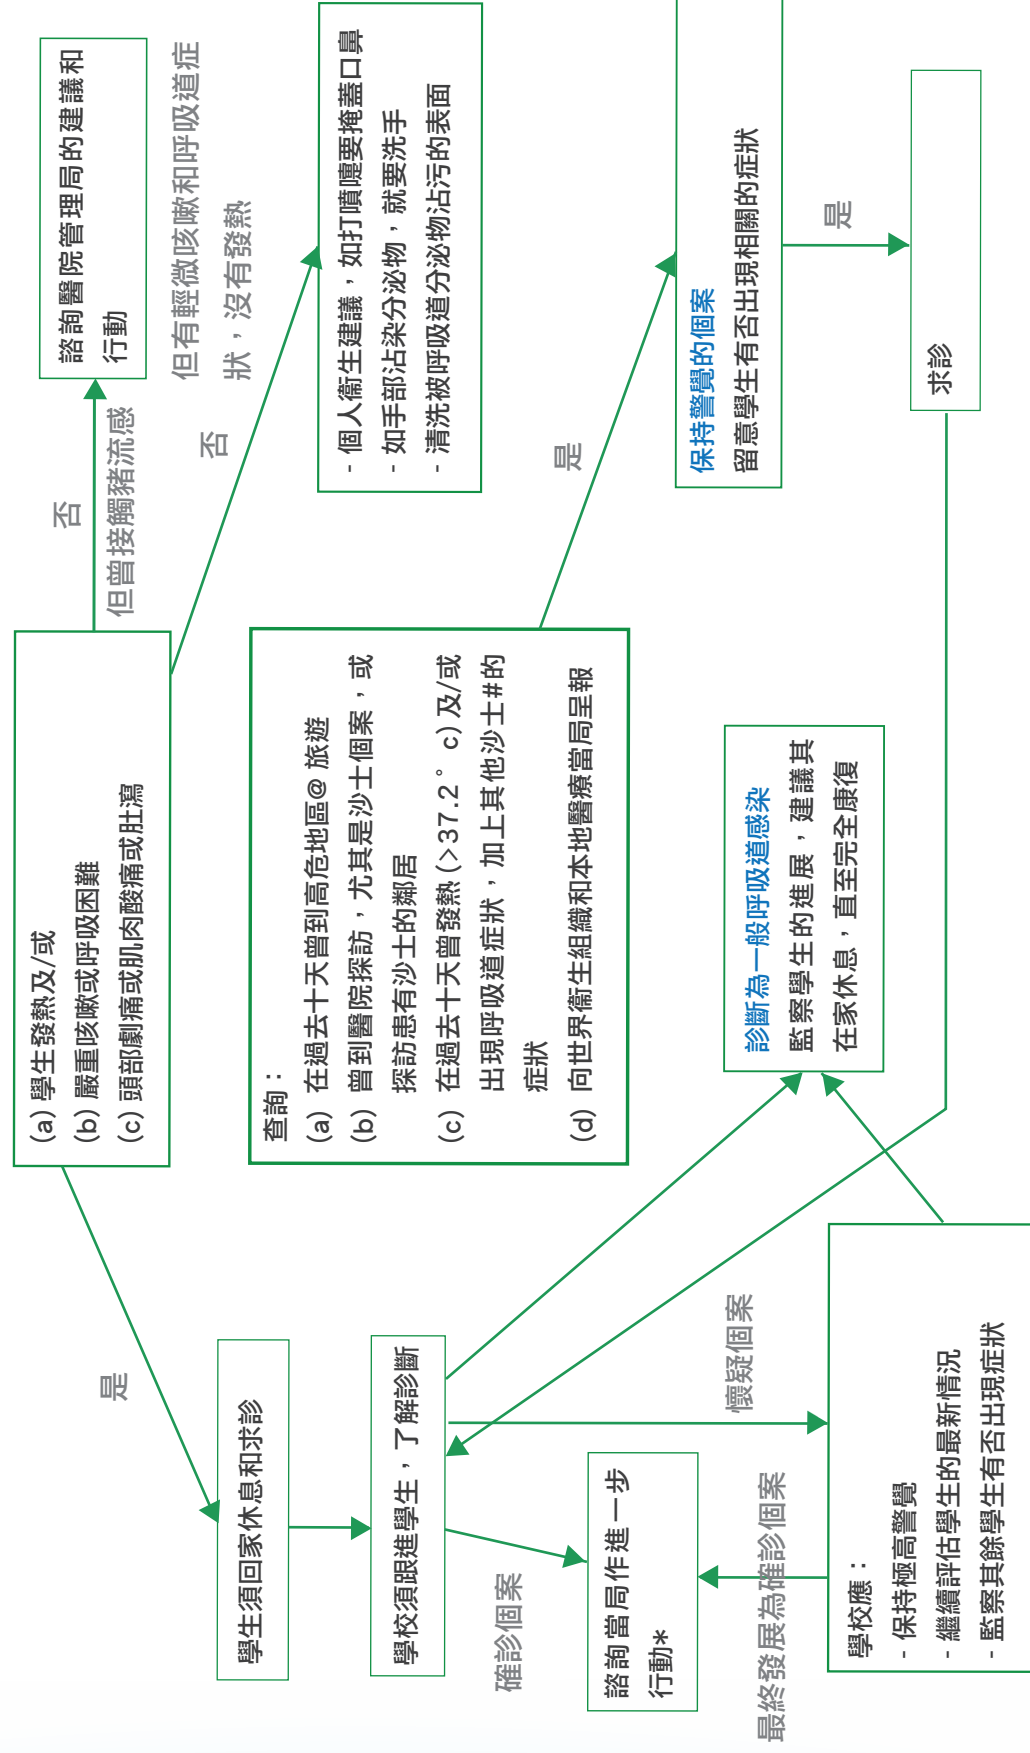 (a) 學生發熱及/或
(b) 嚴重咳嗽或呼吸困難
(c) 頭部劇痛或肌肉酸痛或肚瀉
否
但曾接觸豬流感
諮詢醫院管理局的建議和
行動
否
但有輕微咳嗽和呼吸道症
狀，沒有發熱
- 個人衞生建議，如打噴嚏要掩蓋口鼻
- 如手部沾染分泌物，就要洗手
- 清洗被呼吸道分泌物沾污的表面
是
學生須回家休息和求診
學校須跟進學生，了解診斷
查詢：
(a) 在過去十天曾到高危地區@ 旅遊
(b) 曾到醫院探訪，尤其是沙士個案，或
探訪患有沙士的鄰居
(c) 在過去十天曾發熱 (>37.2°c) 及/或
出現呼吸道症狀，加上其他沙士#的
症狀
(d) 向世界衞生組織和本地醫療當局呈報
是
保持警覺的個案
留意學生有否出現相關的症狀
是
求診
確診個案
諮詢當局作進一步
行動*
懷疑個案
診斷為一般呼吸道感染
監察學生的進展，建議其
在家休息，直至完全康復
最終發展為確診個案
學校應：
- 保持極高警覺
- 繼續評估學生的最新情況
- 監察其餘學生有否出現症狀